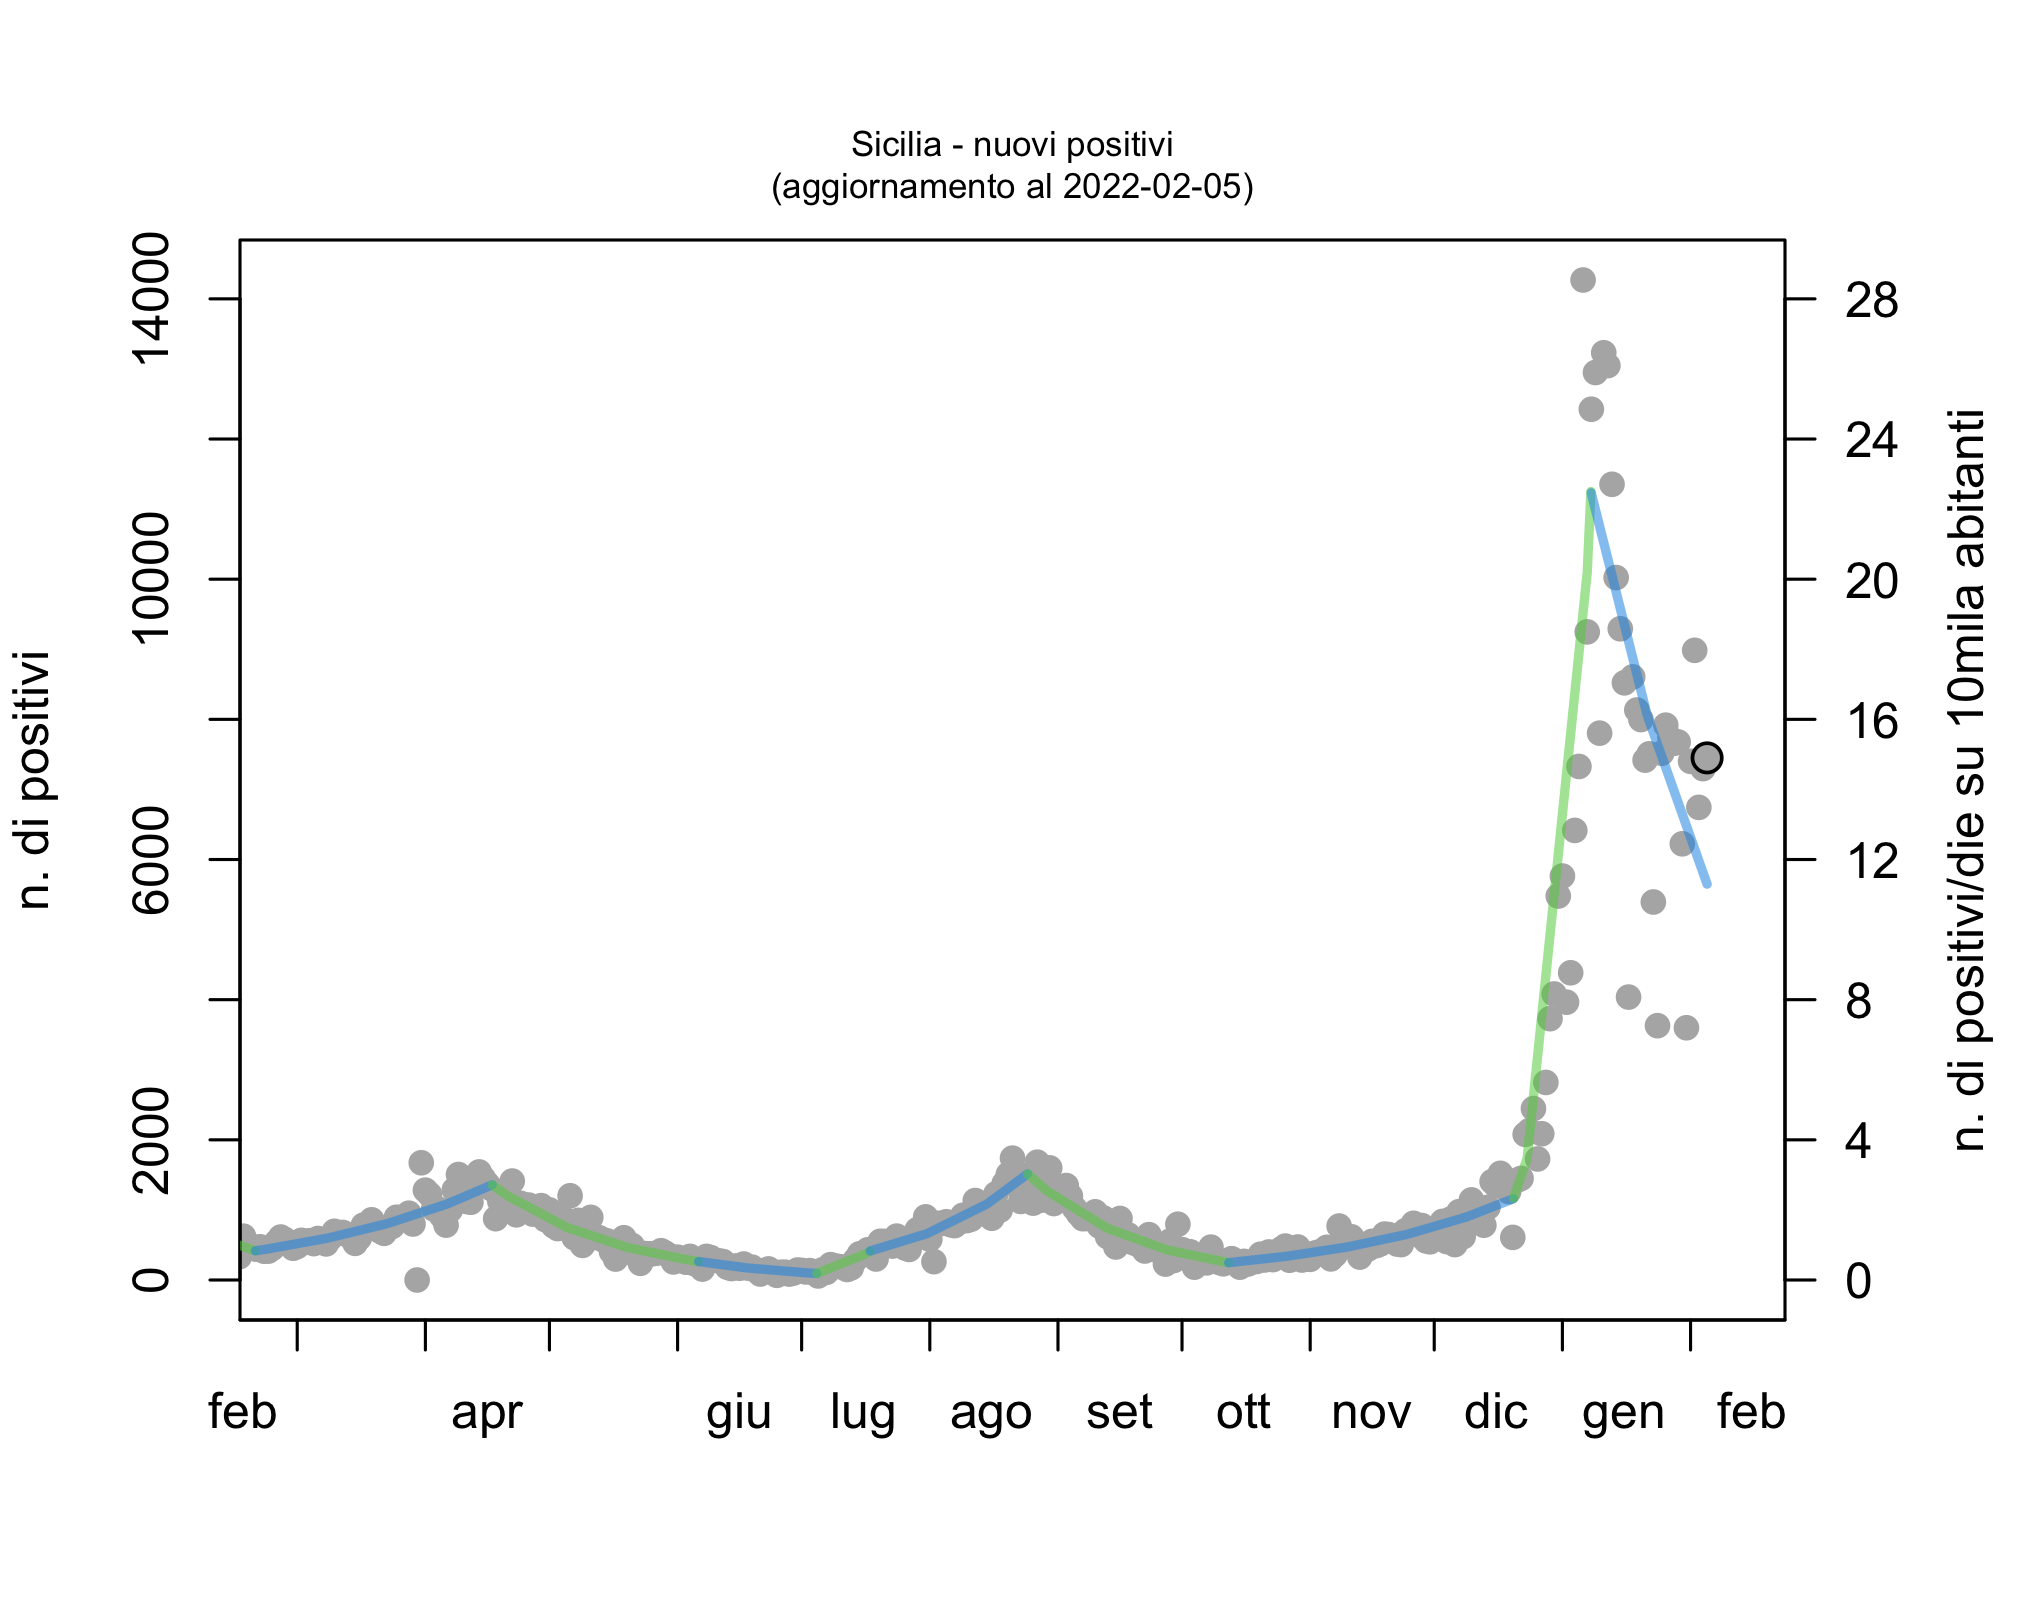 Sicilia - nuovi positivi
(aggiornamento al 2022-02-05)
n. di positivi
14000
10000
6000
2000
0
28
24
20
16
12
8
4
0
n. di positivi/die su 10mila abitanti
feb apr giu lug ago set ott nov dic gen feb